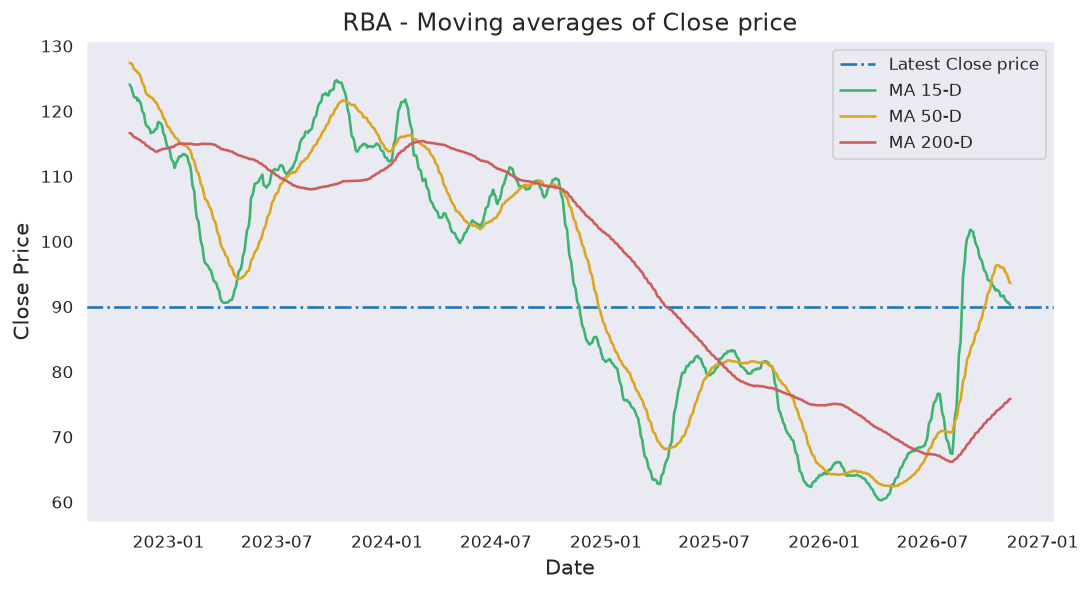 RBA - Moving averages of Close price
130
120
110
100
90
80
70
60
Close Price
Latest Close price
MA 15-D
MA 50-D
MA 200-D
2023-01 2023-07 2024-01 2024-07 2025-01 2025-07 2026-01 2026-07 2027-01
Date